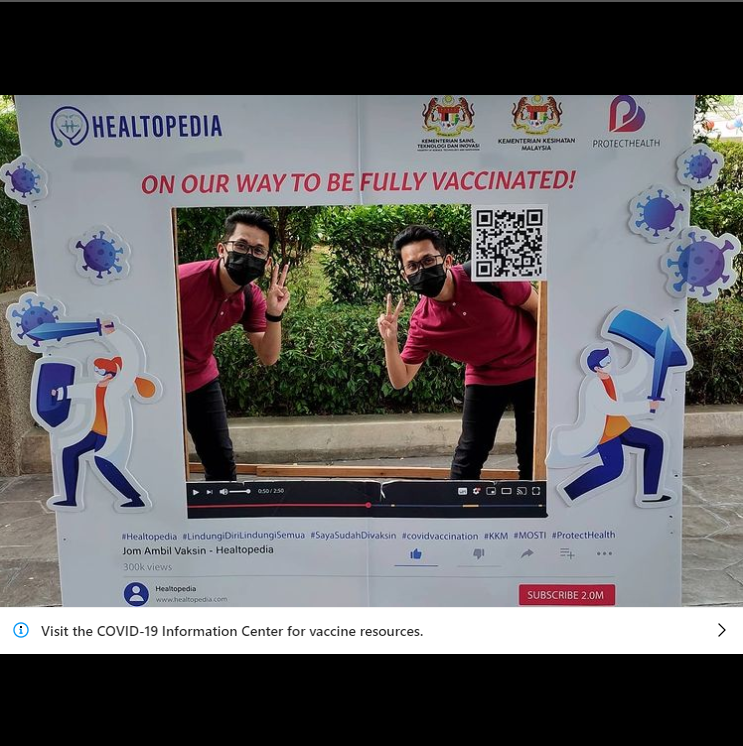 HEALTOPEDIA
KEMENTERIAN SAINS,
TEKNOLOGI DAN INOVASI
KEMENTERIAN KESIHATAN
MALAYSIA
PROTECTHEALTH
ON OUR WAY TO BE FULLY VACCINATED!
0:50 / 2:50
#Healtopedia #LindungiDiriLindungiSemua #SayaSudahDivaksin #covidvaccination #KKM #MOSTI #ProtectHealth
Jom Ambil Vaksin - Healtopedia
300k views
Healtopedia
www.healtopedia.com
SUBSCRIBE 2.0M
Visit the COVID-19 Information Center for vaccine resources.